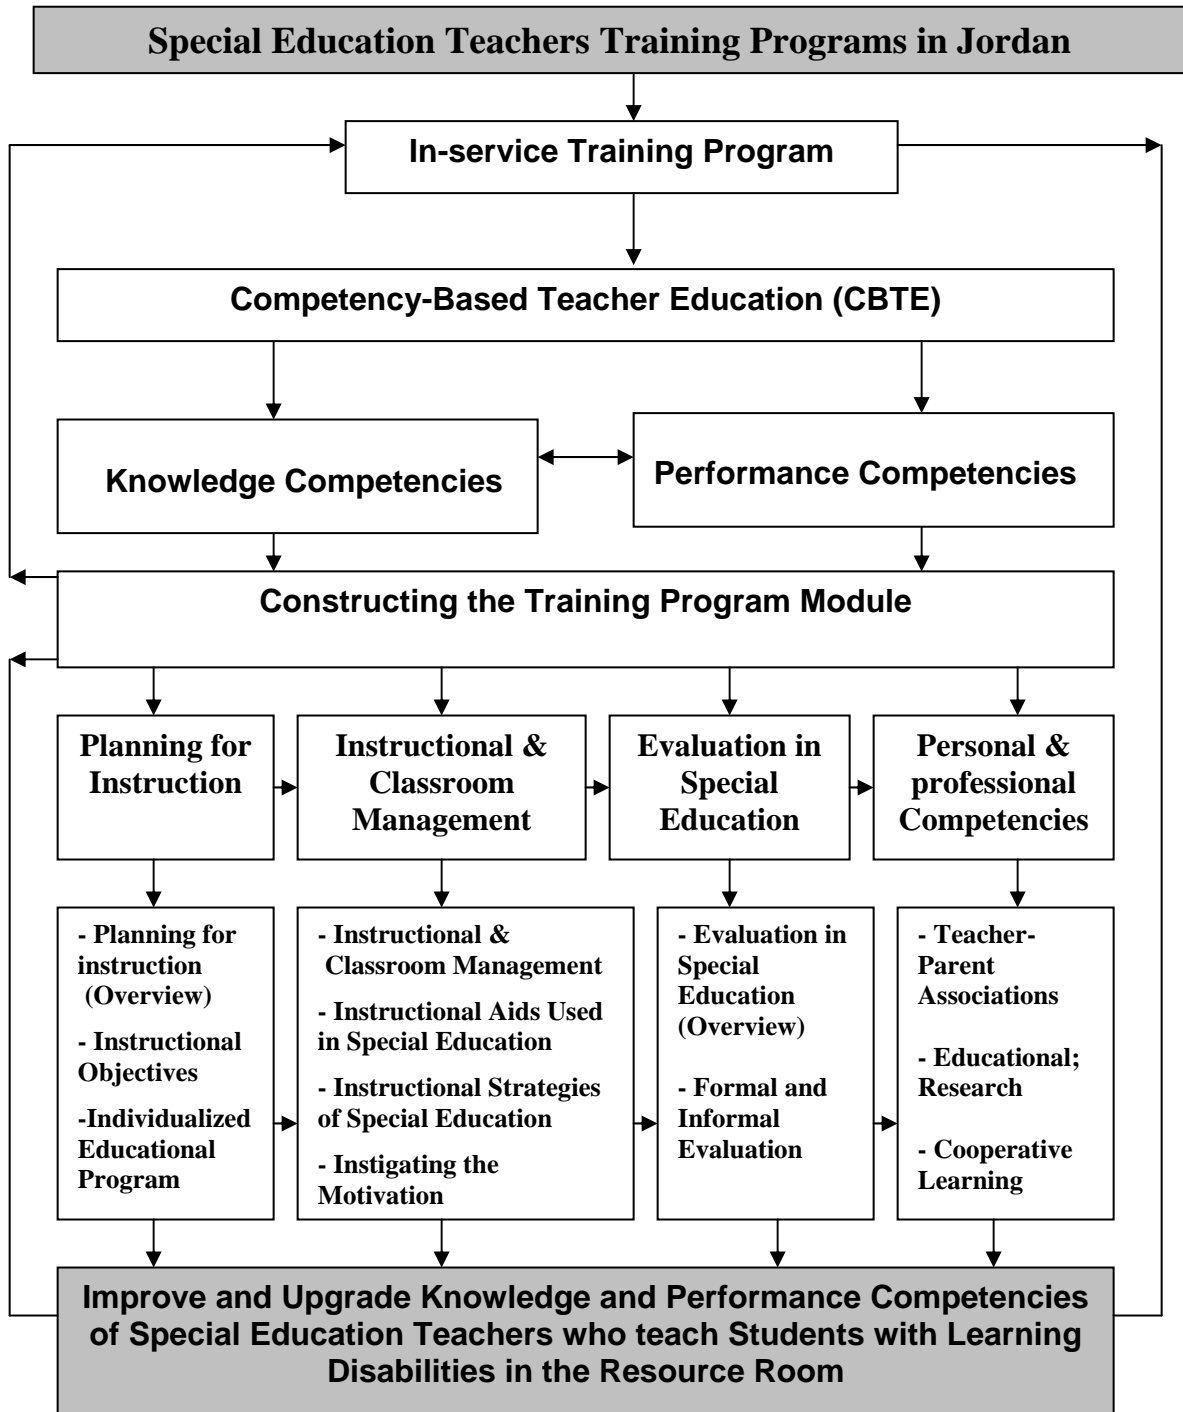 Special Education Teachers Training Programs in Jordan
In-service Training Program
Competency-Based Teacher Education (CBTE)
Knowledge Competencies
Performance Competencies
Constructing the Training Program Module
Planning for
Instruction
Instructional &
Classroom
Management
Evaluation in
Special
Education
Personal &
professional
Competencies
- Planning for
instruction
(Overview)
- Instructional
Objectives
-Individualized
Educational
Program
- Instructional &
Classroom Management
- Instructional Aids Used
in Special Education
- Instructional Strategies
of Special Education
- Instigating the
Motivation
- Evaluation in
Special
Education
(Overview)
- Formal and
Informal
Evaluation
- Teacher-
Parent
Associations
- Educational;
Research
- Cooperative
Learning
Improve and Upgrade Knowledge and Performance Competencies
of Special Education Teachers who teach Students with Learning
Disabilities in the Resource Room